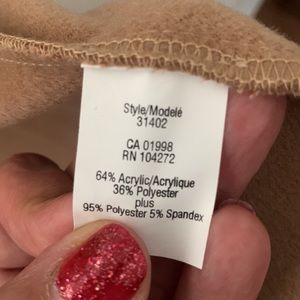 Style/Modelé
31402
CA 01998
RN 104272
64% Acrylic/Acrylique
36% Polyester
plus
95% Polyester 5% Spandex